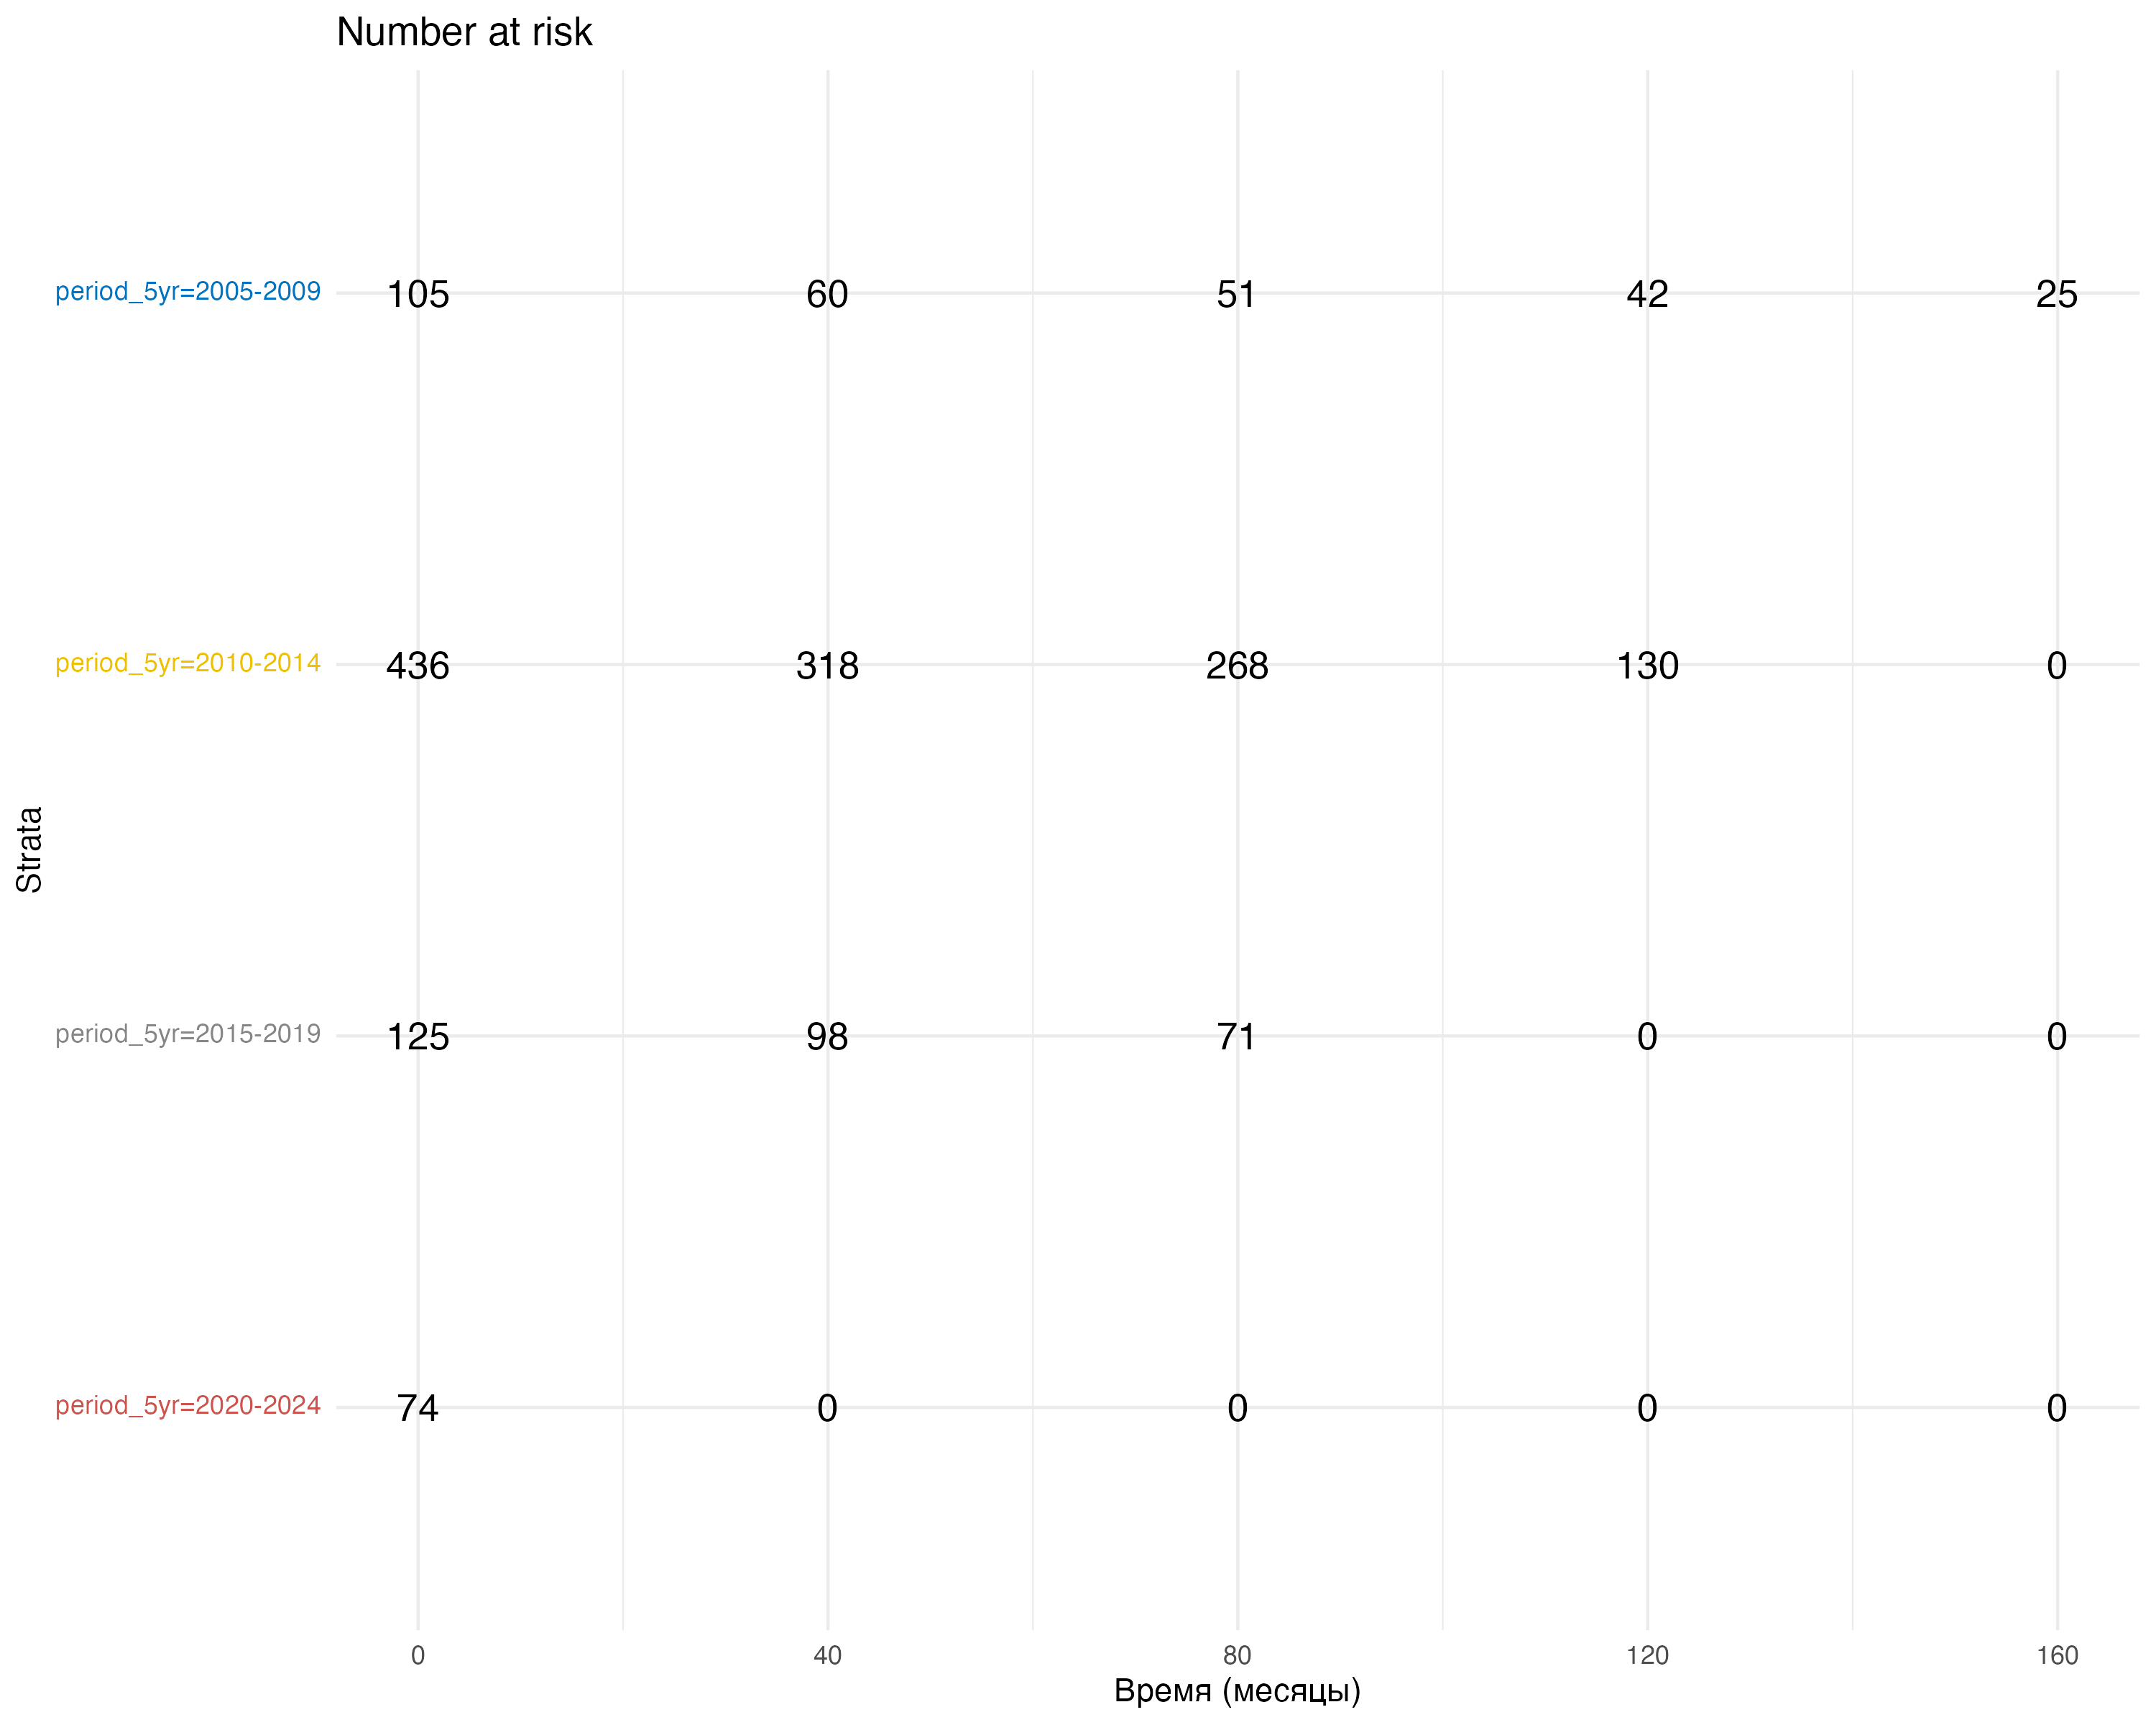 Number at risk
Strata
period_5yr=2005-2009 105 60 51 42 25
period_5yr=2010-2014 436 318 268 130 0
period_5yr=2015-2019 125 98 71 0 0
period_5yr=2020-2024 74 0 0 0 0
0 40 80 120 160
Время (месяцы)